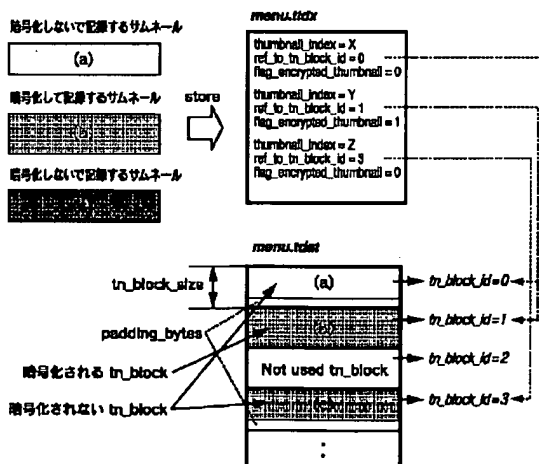 暗号化しないで記録するサムネール
(a)
暗号化して記録するサムネール
暗号化しないで記録するサムネール
store
menu.tidx
thumbnail_index = X
ref_to_tn_block_id = 0
flag_encrypted_thumbnail = 0
thumbnail_index = Y
ref_to_tn_block_id = 1
flag_encrypted_thumbnail = 1
thumbnail_index = Z
ref_to_tn_block_id = 3
flag_encrypted_thumbnail = 0
menu.tdat
tn_block_size
padding_bytes
暗号化される tn_block
暗号化されない tn_block
(a)
Not used tn_block
(c)
tn_block_id=0
tn_block_id=1
tn_block_id=2
tn_block_id=3